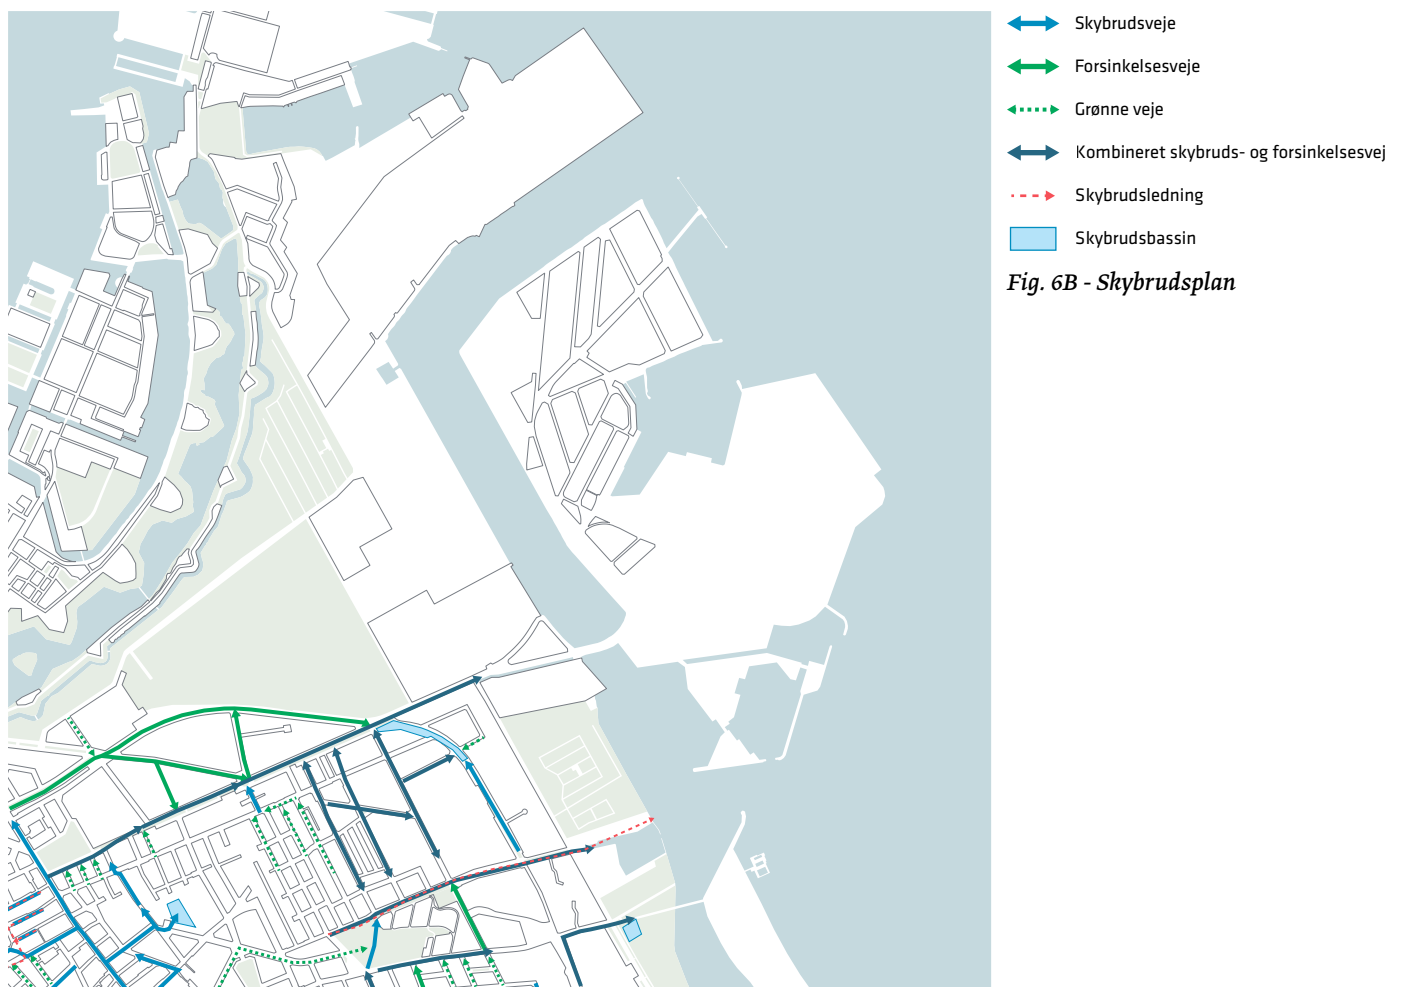 Skybrudsveje
Forsinkelsesveje
Grønne veje
Kombineret skybruds- og forsinkelsesvej
Skybrudsledning
Skybrudsbassin
Fig. 6B - Skybrudsplan